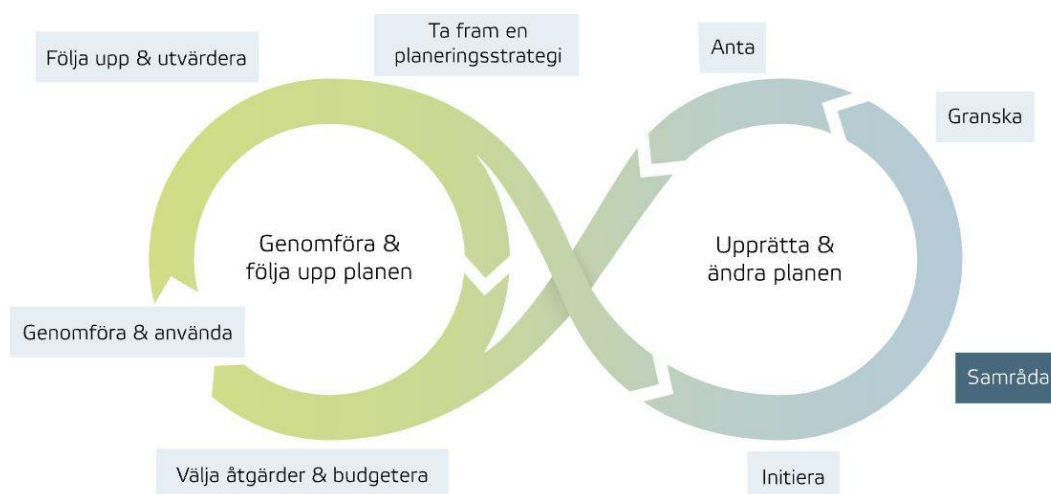 Följa upp & utvärdera
Ta fram en
planeringsstrategi
Anta
Granska
Genomföra &
följa upp planen
Upprätta &
ändra planen
Genomföra & använda
Samråda
Välja åtgärder & budgetera
Initiera